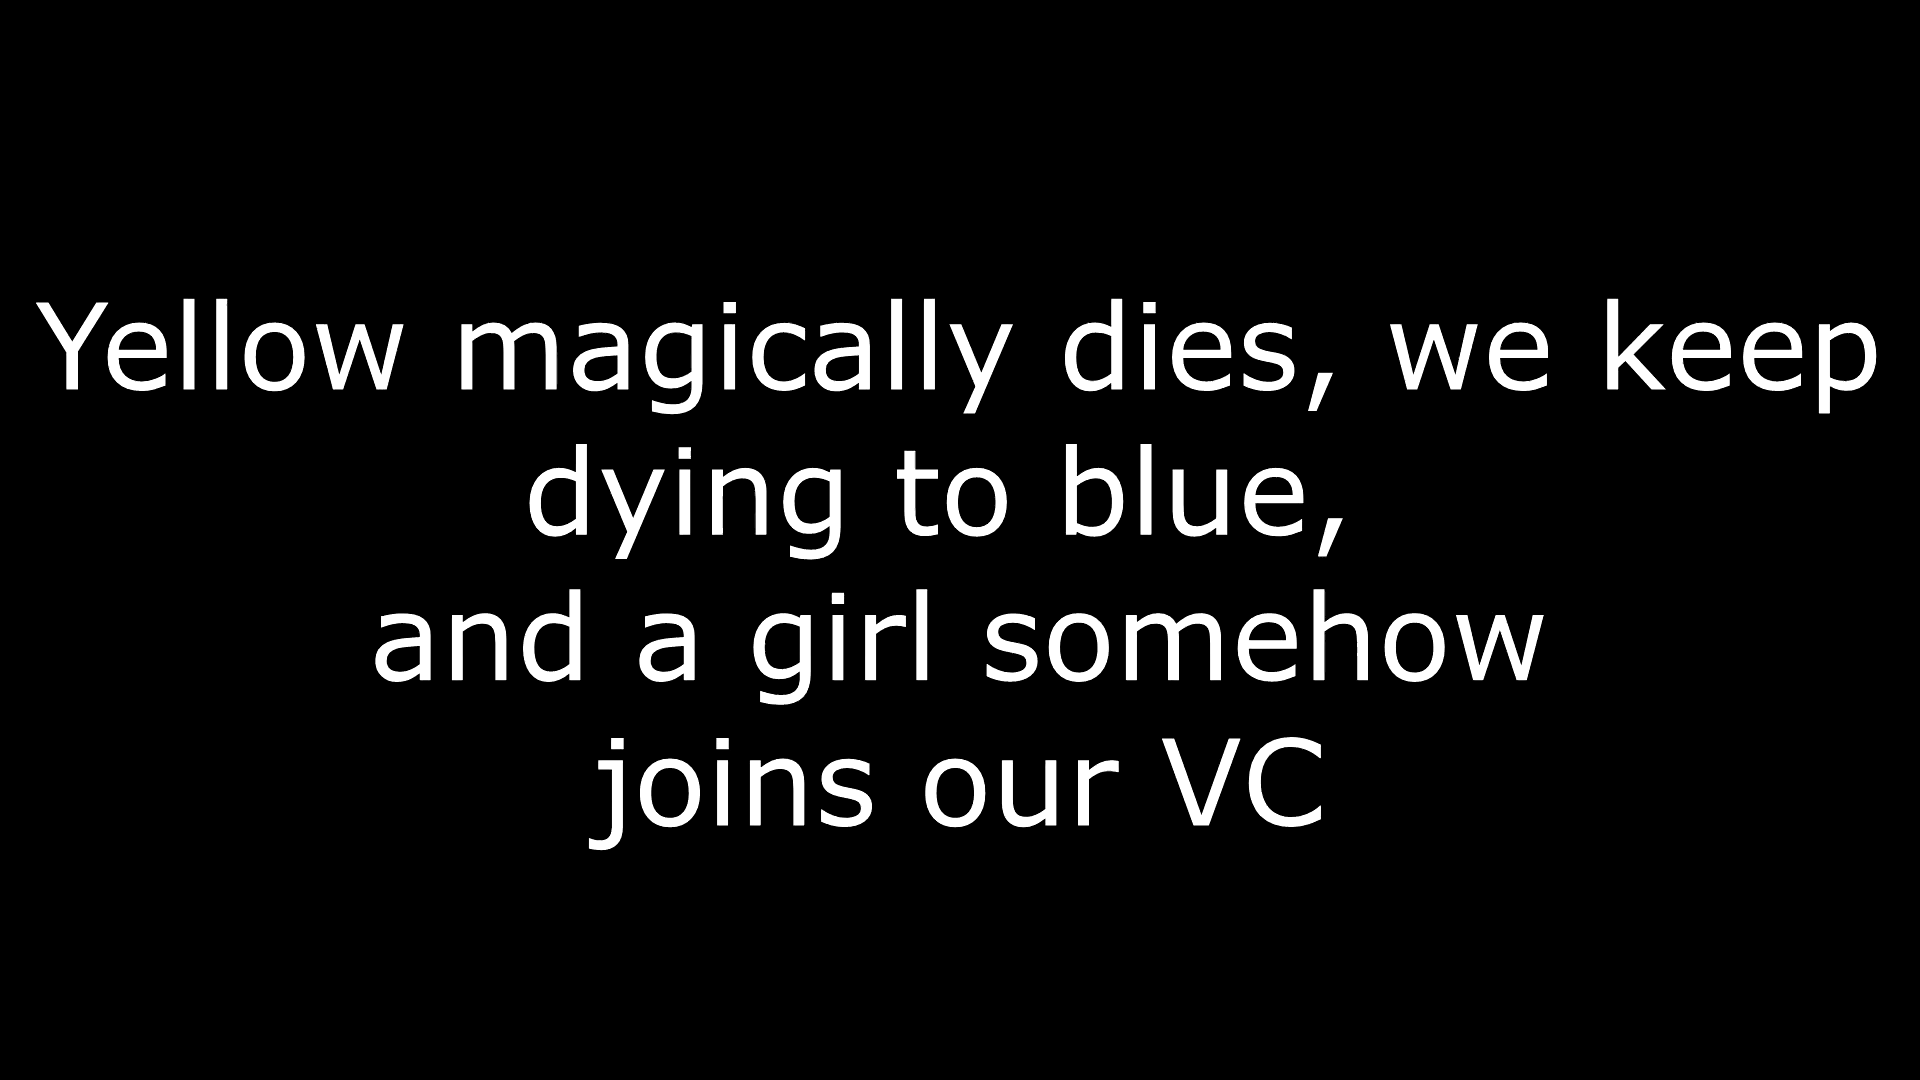 Yellow magically dies, we keep
dying to blue,
and a girl somehow
joins our VC